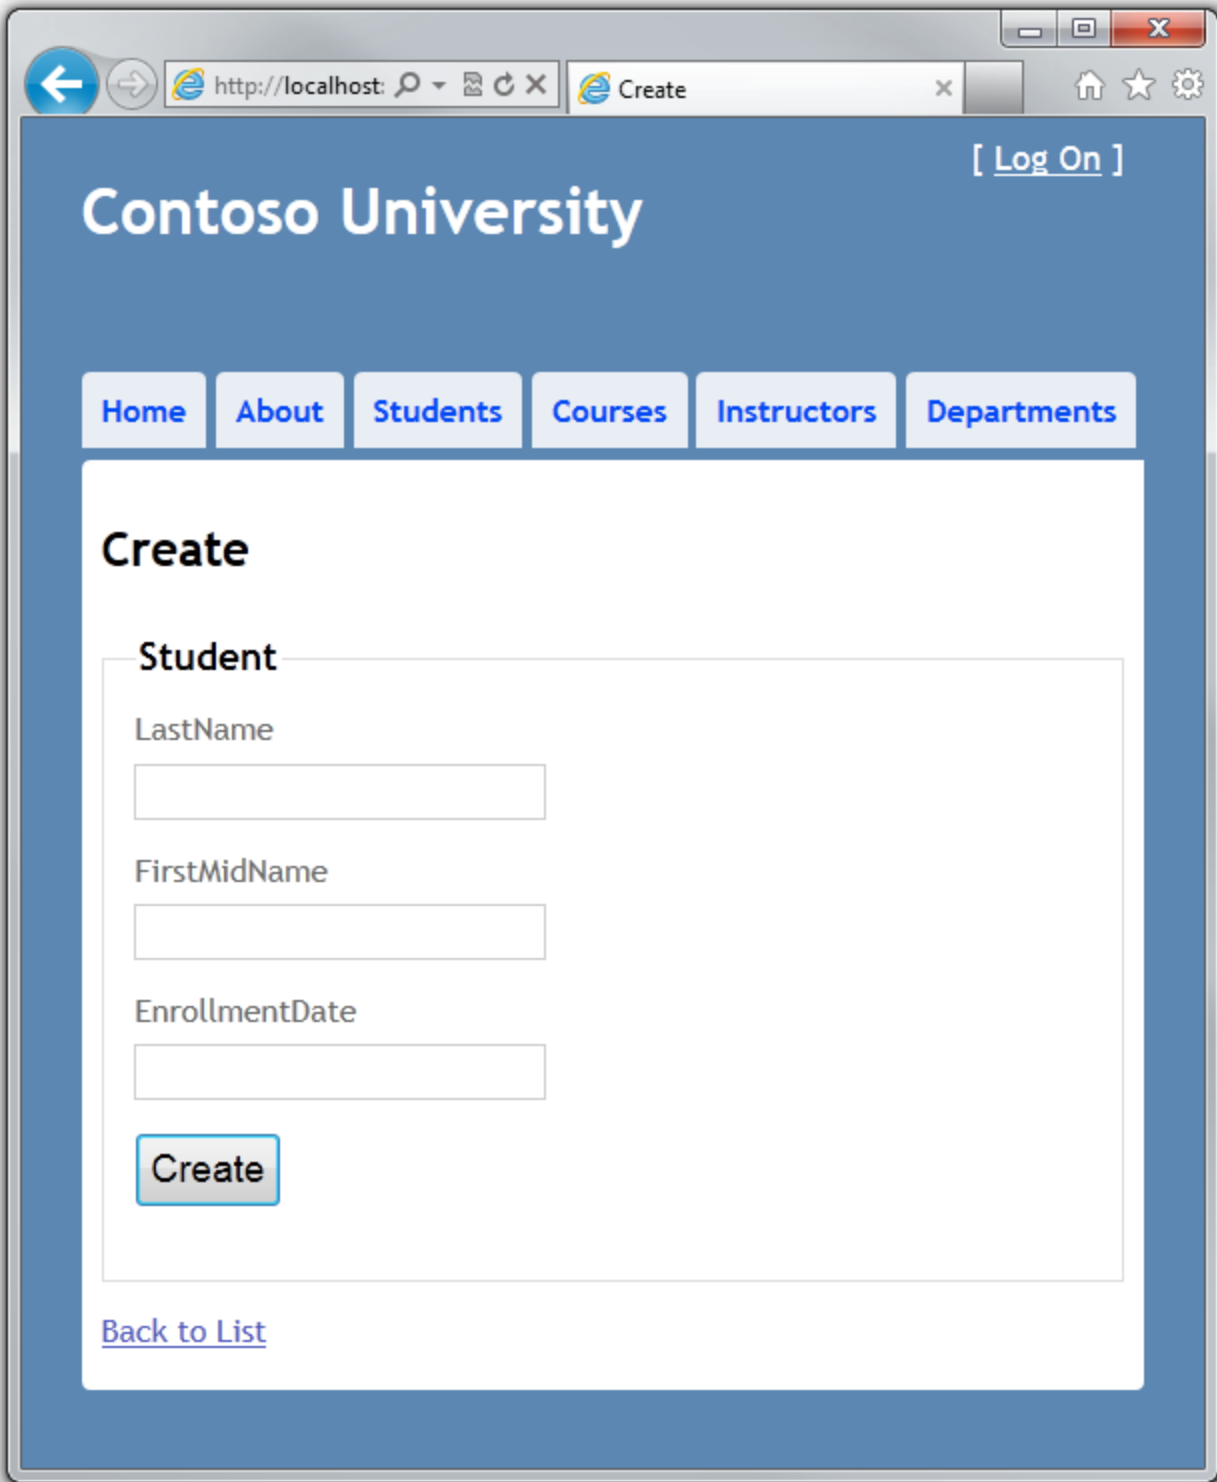 http://localhost:
Create
[ Log On ]
Contoso University
Home About Students Courses Instructors Departments
Create
Student
LastName
FirstMidName
EnrollmentDate
Create
Back to List